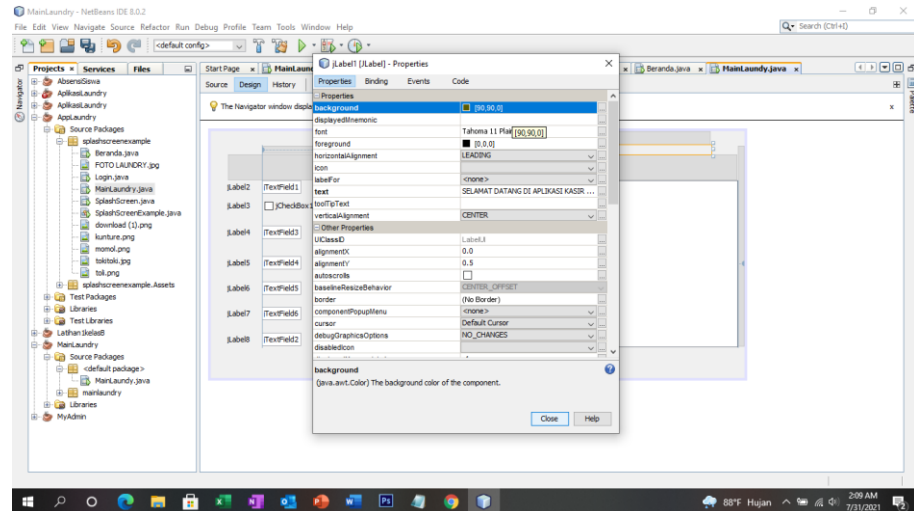 MainLaundry - NetBeans IDE 8.0.2
File Edit View Navigate Source Refactor Run Debug Profile Team Tools Window Help
Search (Ctrl+I)
<default config>
Projects × Services Files
Start Page × MainLaun
× Beranda.java × MainLaundy.java ×
Navigator
Palette
AbsensiSiswa
AplikasLaundry
AplikasiLaundry
AppLaundry
Source Packages
splashscreenexample
Beranda.java
FOTO LAUNDRY.jpg
Login.java
MainLaundry.java
SplashScreen.java
SplashScreenExample.java
download (1).png
kunture.png
momol.png
tokitoki.jpg
toli.png
splashscreenexample.Assets
Test Packages
Libraries
Test Libraries
Latihan1kelasB
MainLaundry
Source Packages
<default package>
MainLaundy.java
mainlaundry
Libraries
MyAdmin
Source Design History
The Navigator window displa
jLabel2 jTextField1
jLabel3 jCheckBox1
jLabel4 jTextField3
jLabel5 jTextField4
jLabel6 jTextField5
jLabel7 jTextField6
jLabel8 jTextField2
jLabel1 [JLabel] - Properties
Properties Binding Events Code
Properties
background [90,90,0]
displayedMnemonic
font Tahoma 11 Plain
[90,90,0]
foreground [0,0,0]
horizontalAlignment LEADING
icon
labelFor <none>
text SELAMAT DATANG DI APLIKASI KASIR ...
toolTipText
verticalAlignment CENTER
Other Properties
UIClassID LabelUI
alignmentX 0.0
alignmentY 0.5
autoscrolls
baselineResizeBehavior CENTER_OFFSET
border (No Border)
componentPopupMenu <none>
cursor Default Cursor
debugGraphicsOptions NO_CHANGES
disabledIcon
background
(java.awt.Color) The background color of the component.
Close Help
88°F Hujan
2:09 AM
7/31/2021